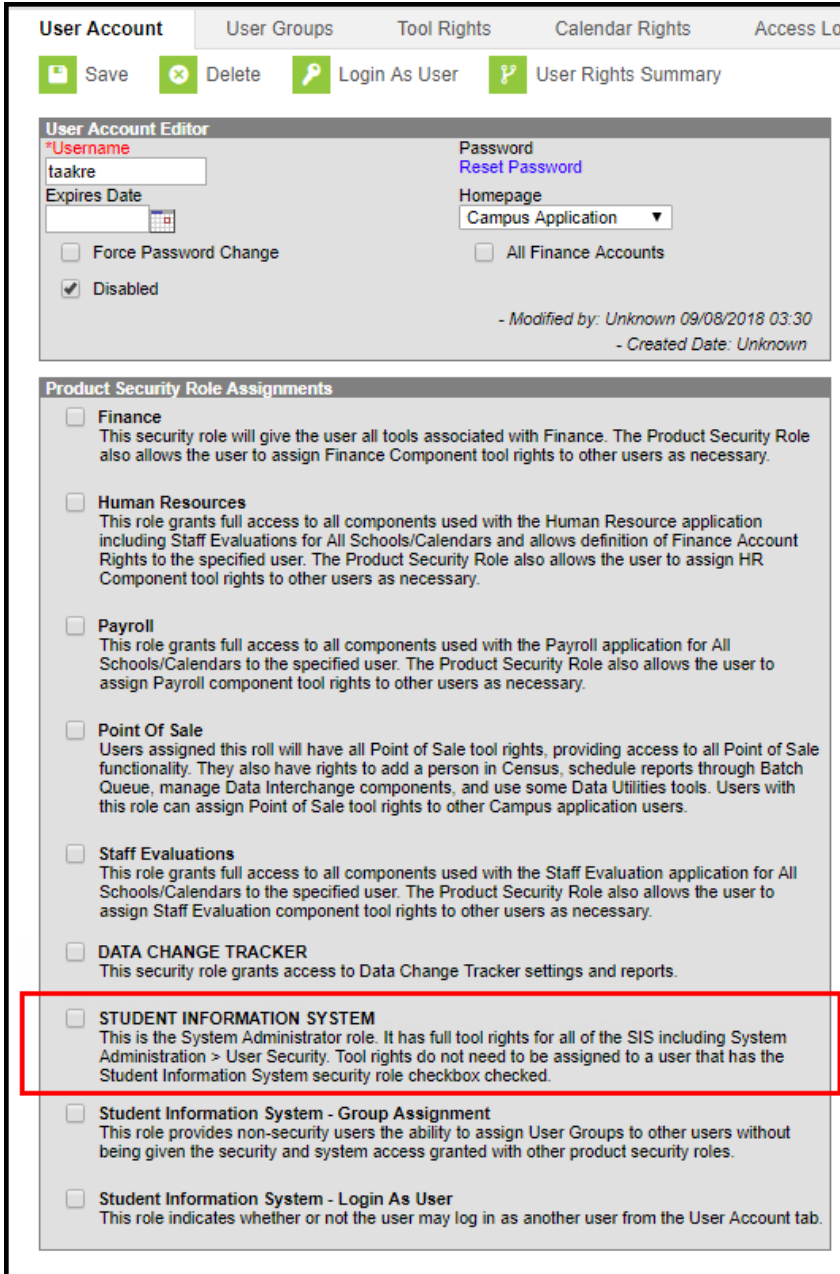 User Account User Groups Tool Rights Calendar Rights Access Lo
Save Delete Login As User User Rights Summary
User Account Editor
*Username Password
taakre Reset Password
Expires Date Homepage
Campus Application
Force Password Change All Finance Accounts
Disabled
- Modified by: Unknown 09/08/2018 03:30
- Created Date: Unknown
Product Security Role Assignments
Finance
This security role will give the user all tools associated with Finance. The Product Security Role
also allows the user to assign Finance Component tool rights to other users as necessary.
Human Resources
This role grants full access to all components used with the Human Resource application
including Staff Evaluations for All Schools/Calendars and allows definition of Finance Account
Rights to the specified user. The Product Security Role also allows the user to assign HR
Component tool rights to other users as necessary.
Payroll
This role grants full access to all components used with the Payroll application for All
Schools/Calendars to the specified user. The Product Security Role also allows the user to
assign Payroll component tool rights to other users as necessary.
Point Of Sale
Users assigned this roll will have all Point of Sale tool rights, providing access to all Point of Sale
functionality. They also have rights to add a person in Census, schedule reports through Batch
Queue, manage Data Interchange components, and use some Data Utilities tools. Users with
this role can assign Point of Sale tool rights to other Campus application users.
Staff Evaluations
This role grants full access to all components used with the Staff Evaluation application for All
Schools/Calendars to the specified user. The Product Security Role also allows the user to
assign Staff Evaluation component tool rights to other users as necessary.
DATA CHANGE TRACKER
This security role grants access to Data Change Tracker settings and reports.
STUDENT INFORMATION SYSTEM
This is the System Administrator role. It has full tool rights for all of the SIS including System
Administration > User Security. Tool rights do not need to be assigned to a user that has the
Student Information System security role checkbox checked.
Student Information System - Group Assignment
This role provides non-security users the ability to assign User Groups to other users without
being given the security and system access granted with other product security roles.
Student Information System - Login As User
This role indicates whether or not the user may log in as another user from the User Account tab.